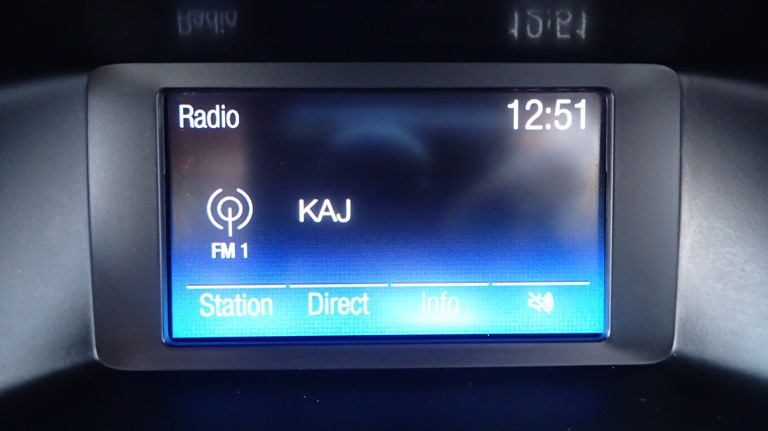 Radio 12:51
KAJ
FM 1
Station Direct Info